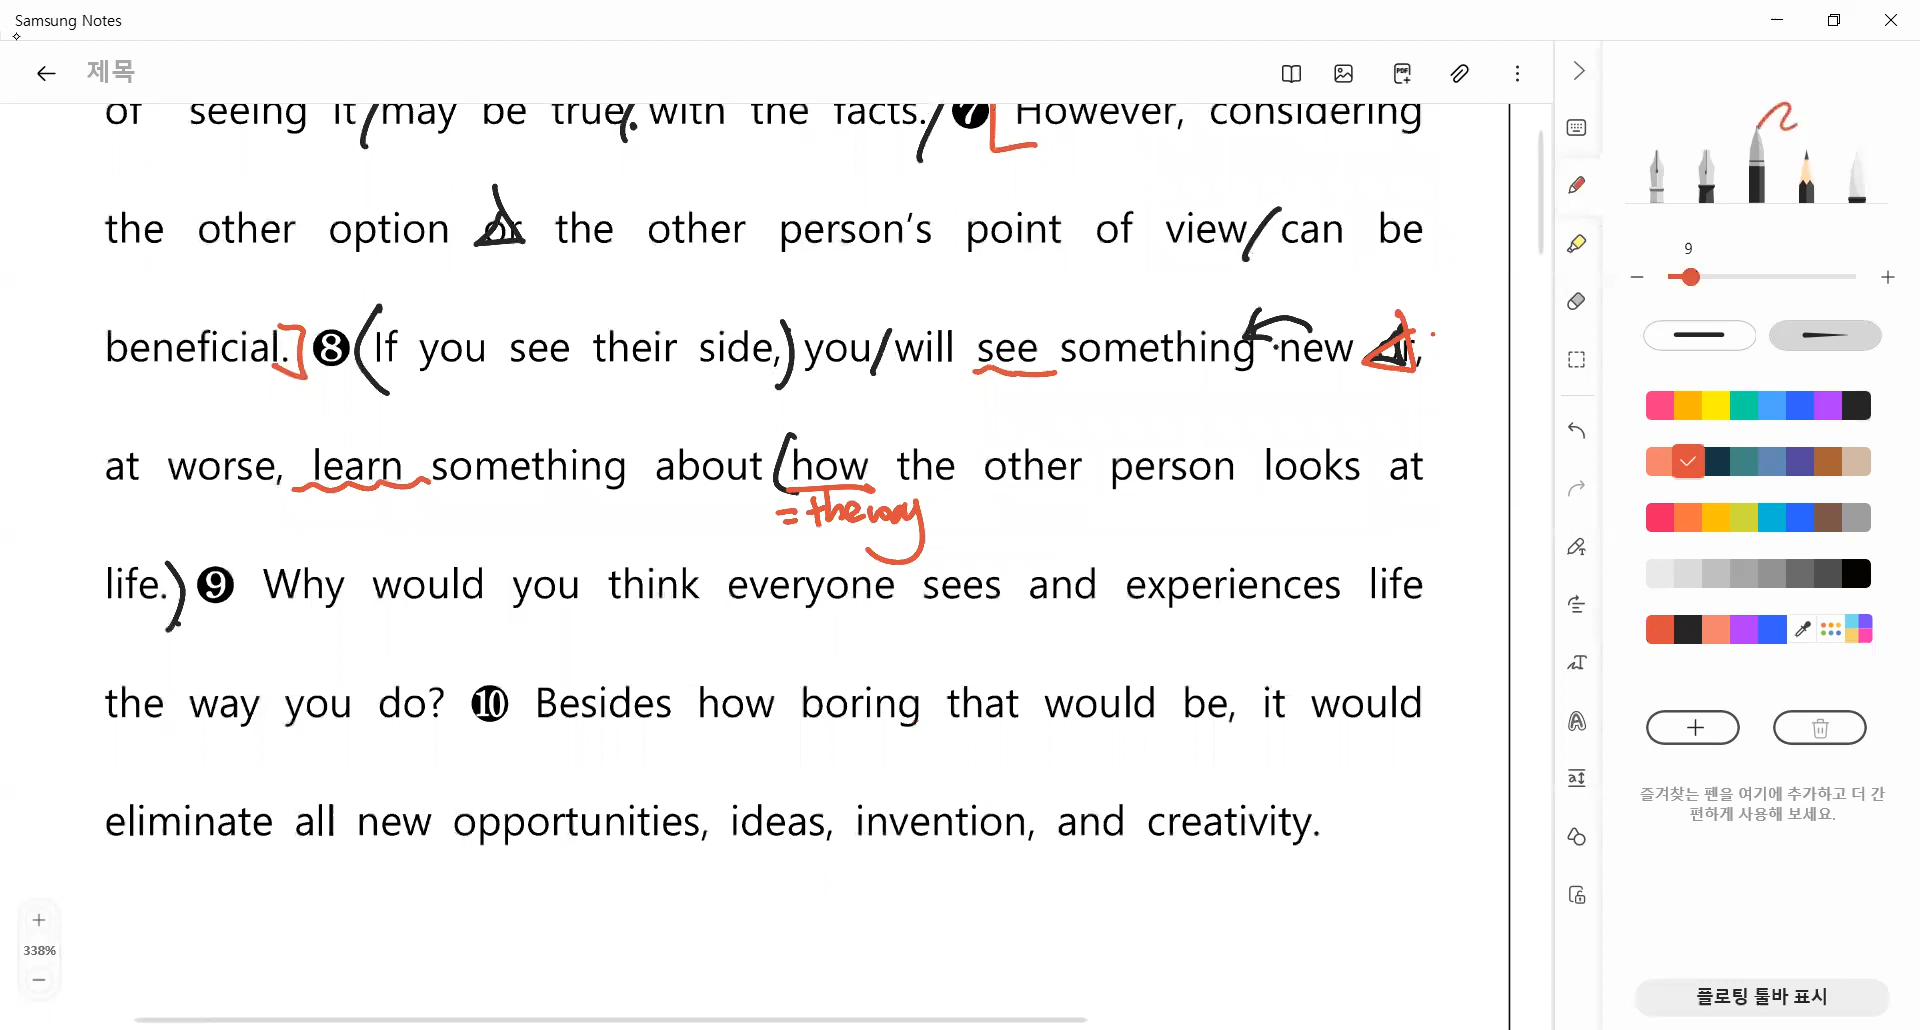 Samsung Notes
제목
of seeing it may be true with the facts. ❼ However, considering
the other option or the other person's point of view can be
beneficial. ❽ If you see their side, you will see something new or,
at worse, learn something about how the other person looks at
= the way
life. ❾ Why would you think everyone sees and experiences life
the way you do? ❿ Besides how boring that would be, it would
eliminate all new opportunities, ideas, invention, and creativity.
338%
PDF
9
즐겨찾는 펜을 여기에 추가하고 더 간
편하게 사용해 보세요.
플로팅 툴바 표시